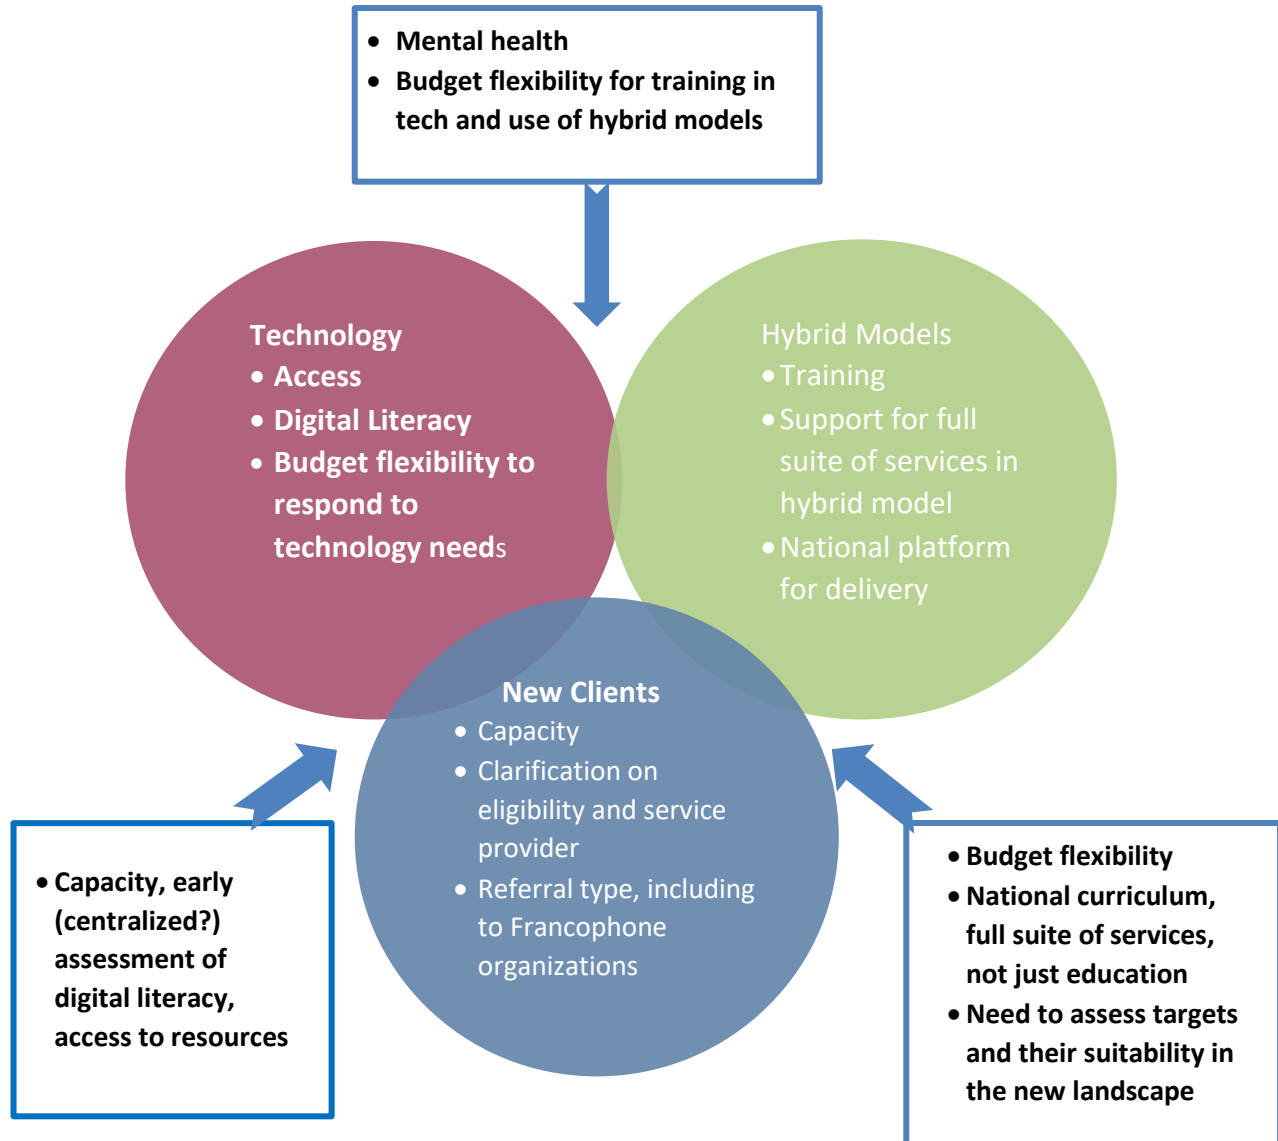 • Mental health
• Budget flexibility for training in
tech and use of hybrid models
Technology
• Access
• Digital Literacy
• Budget flexibility to
respond to
technology needs
Hybrid Models
• Training
• Support for full
suite of services in
hybrid model
• National platform
for delivery
New Clients
• Capacity
• Clarification on
eligibility and service
provider
• Referral type, including
to Francophone
organizations
• Capacity, early
(centralized?)
assessment of
digital literacy,
access to resources
• Budget flexibility
• National curriculum,
full suite of services,
not just education
• Need to assess targets
and their suitability in
the new landscape